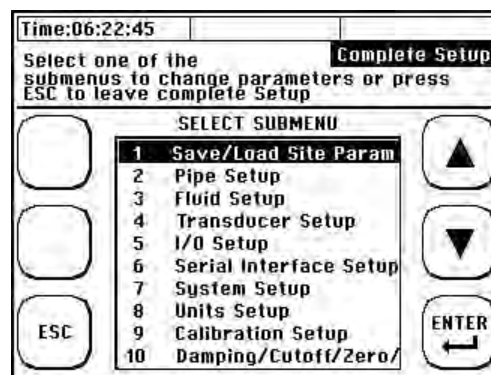 Time:06:22:45
Complete Setup
Select one of the
submenus to change parameters or press
ESC to leave complete Setup
SELECT SUBMENU
1 Save/Load Site Param
2 Pipe Setup
3 Fluid Setup
4 Transducer Setup
5 I/O Setup
6 Serial Interface Setup
7 System Setup
8 Units Setup
9 Calibration Setup
10 Damping/Cutoff/Zero/
ESC
ENTER